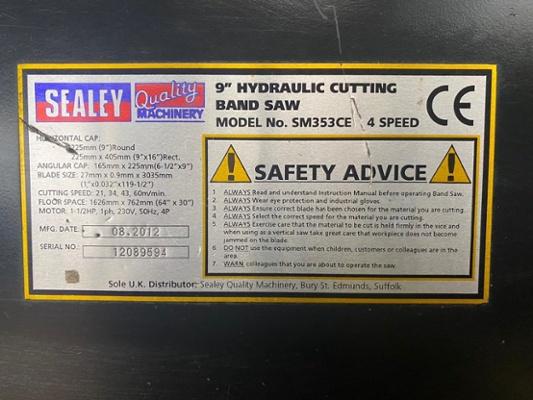 SEALEY
Quality
MACHINERY
9" HYDRAULIC CUTTING
BAND SAW
MODEL No. SM353CE 4 SPEED
CE
HORIZONTAL CAP:
225mm (9")Round
225mm x 405mm (9"x16")Rect.
ANGULAR CAP: 165mm x 225mm(6-1/2"x9")
BLADE SIZE: 27mm x 0.9mm x 3035mm
(1"x0.032"x119-1/2")
CUTTING SPEED: 21, 34, 43, 60m/min.
FLOOR SPACE: 1626mm x 762mm (64" x 30")
MOTOR: 1-1/2HP, 1ph, 230V, 50Hz, 4P
MFG. DATE. 08.2012
SERIAL NO. 12089594
SAFETY ADVICE
1. ALWAYS Read and understand Instruction Manual before operating Band Saw.
2. ALWAYS Wear eye protection and industrial gloves.
3. ALWAYS Ensure correct blade has been chosen for the material you are cutting.
4. ALWAYS Select the correct speed for the material you are cutting.
5. ALWAYS Exercise care that the material to be cut is held firmly in the vice and
when using as a vertical saw take great care that workpiece does not become
jammed on the blade.
6. DO NOT use the equipment when children, customers or colleagues are in the
area.
7. WARN colleagues that you are about to operate the saw.
Sole U.K. Distributor: Sealey Quality Machinery, Bury St. Edmunds, Suffolk